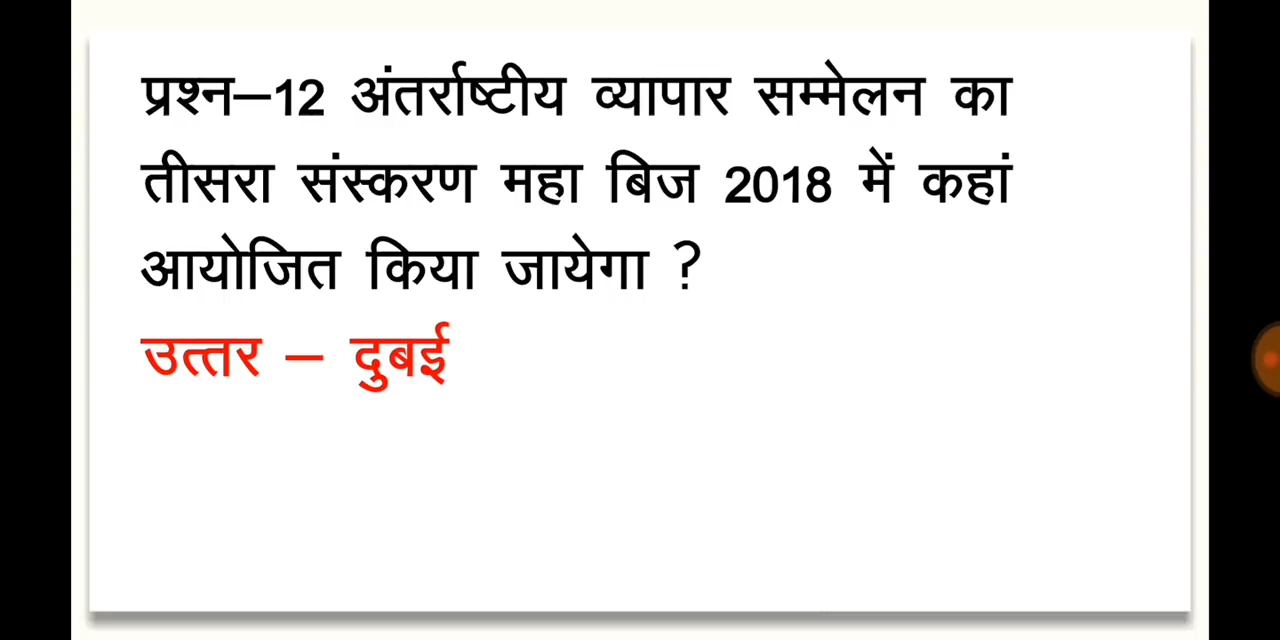 प्रश्न–12 अंतर्राष्टीय व्यापार सम्मेलन का
तीसरा संस्करण महा बिज 2018 में कहां
आयोजित किया जायेगा ?
उत्तर – दुबई